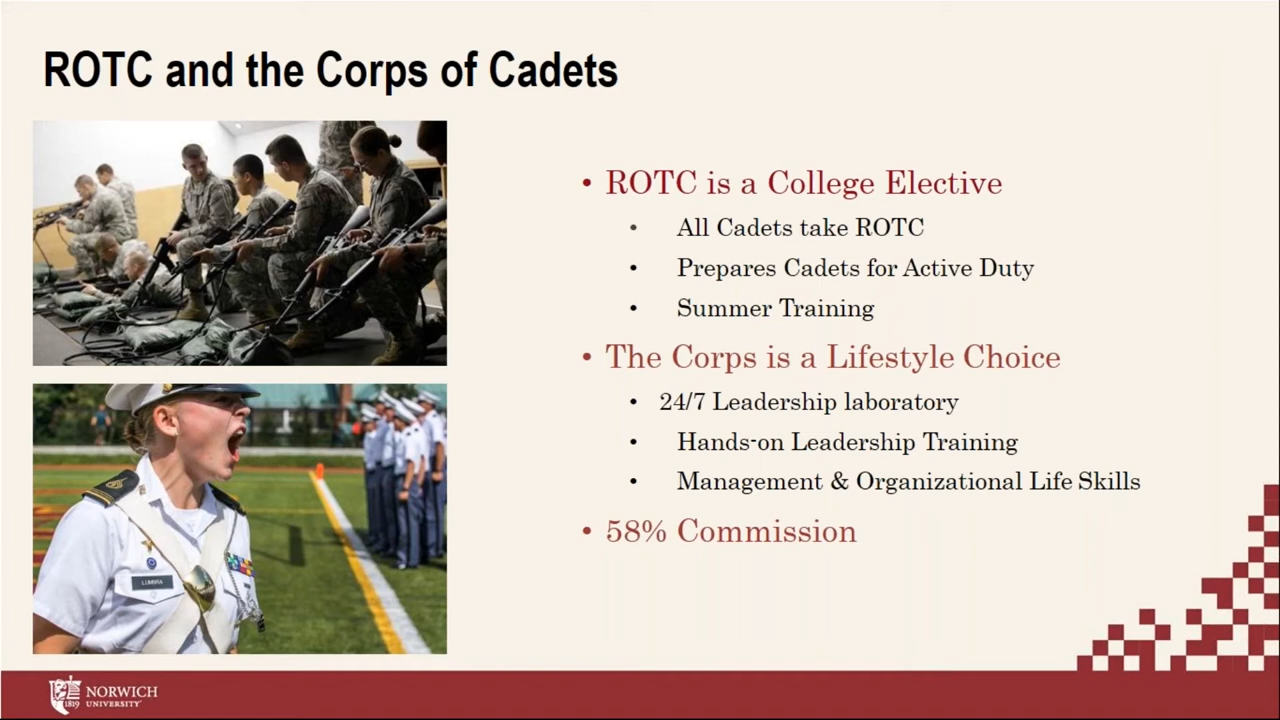 ROTC and the Corps of Cadets
• ROTC is a College Elective
• All Cadets take ROTC
• Prepares Cadets for Active Duty
• Summer Training
• The Corps is a Lifestyle Choice
• 24/7 Leadership laboratory
• Hands-on Leadership Training
• Management & Organizational Life Skills
• 58% Commission
LUMBRA
1819
NORWICH
UNIVERSITY